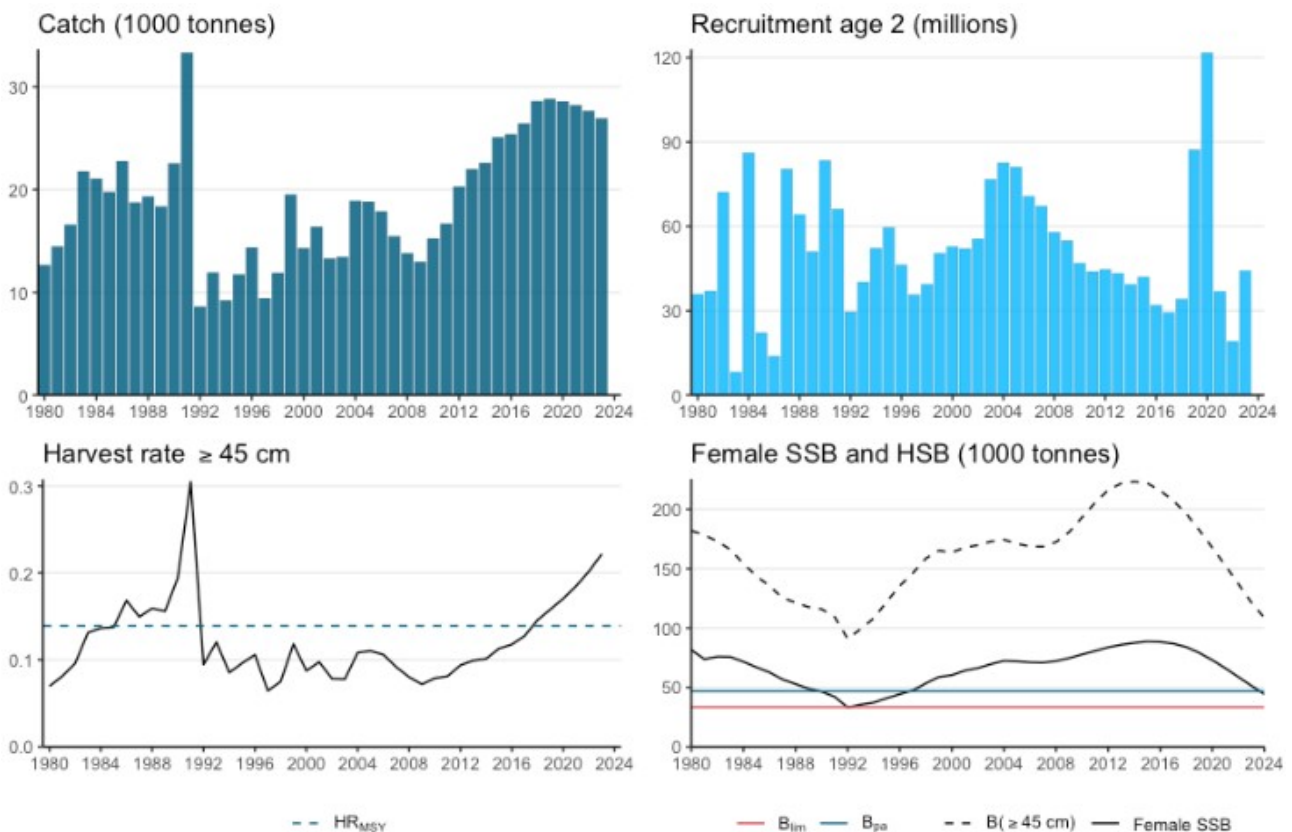 Catch (1000 tonnes)
30
20
10
0
1980 1984 1988 1992 1996 2000 2004 2008 2012 2016 2020 2024
Recruitment age 2 (millions)
120
90
60
30
0
1980 1984 1988 1992 1996 2000 2004 2008 2012 2016 2020 2024
Harvest rate ≥ 45 cm
0.3
0.2
0.1
0.0
1980 1984 1988 1992 1996 2000 2004 2008 2012 2016 2020 2024
HRMSY
Female SSB and HSB (1000 tonnes)
200
150
100
50
0
1980 1984 1988 1992 1996 2000 2004 2008 2012 2016 2020 2024
Blim Bpa B( ≥ 45 cm) Female SSB